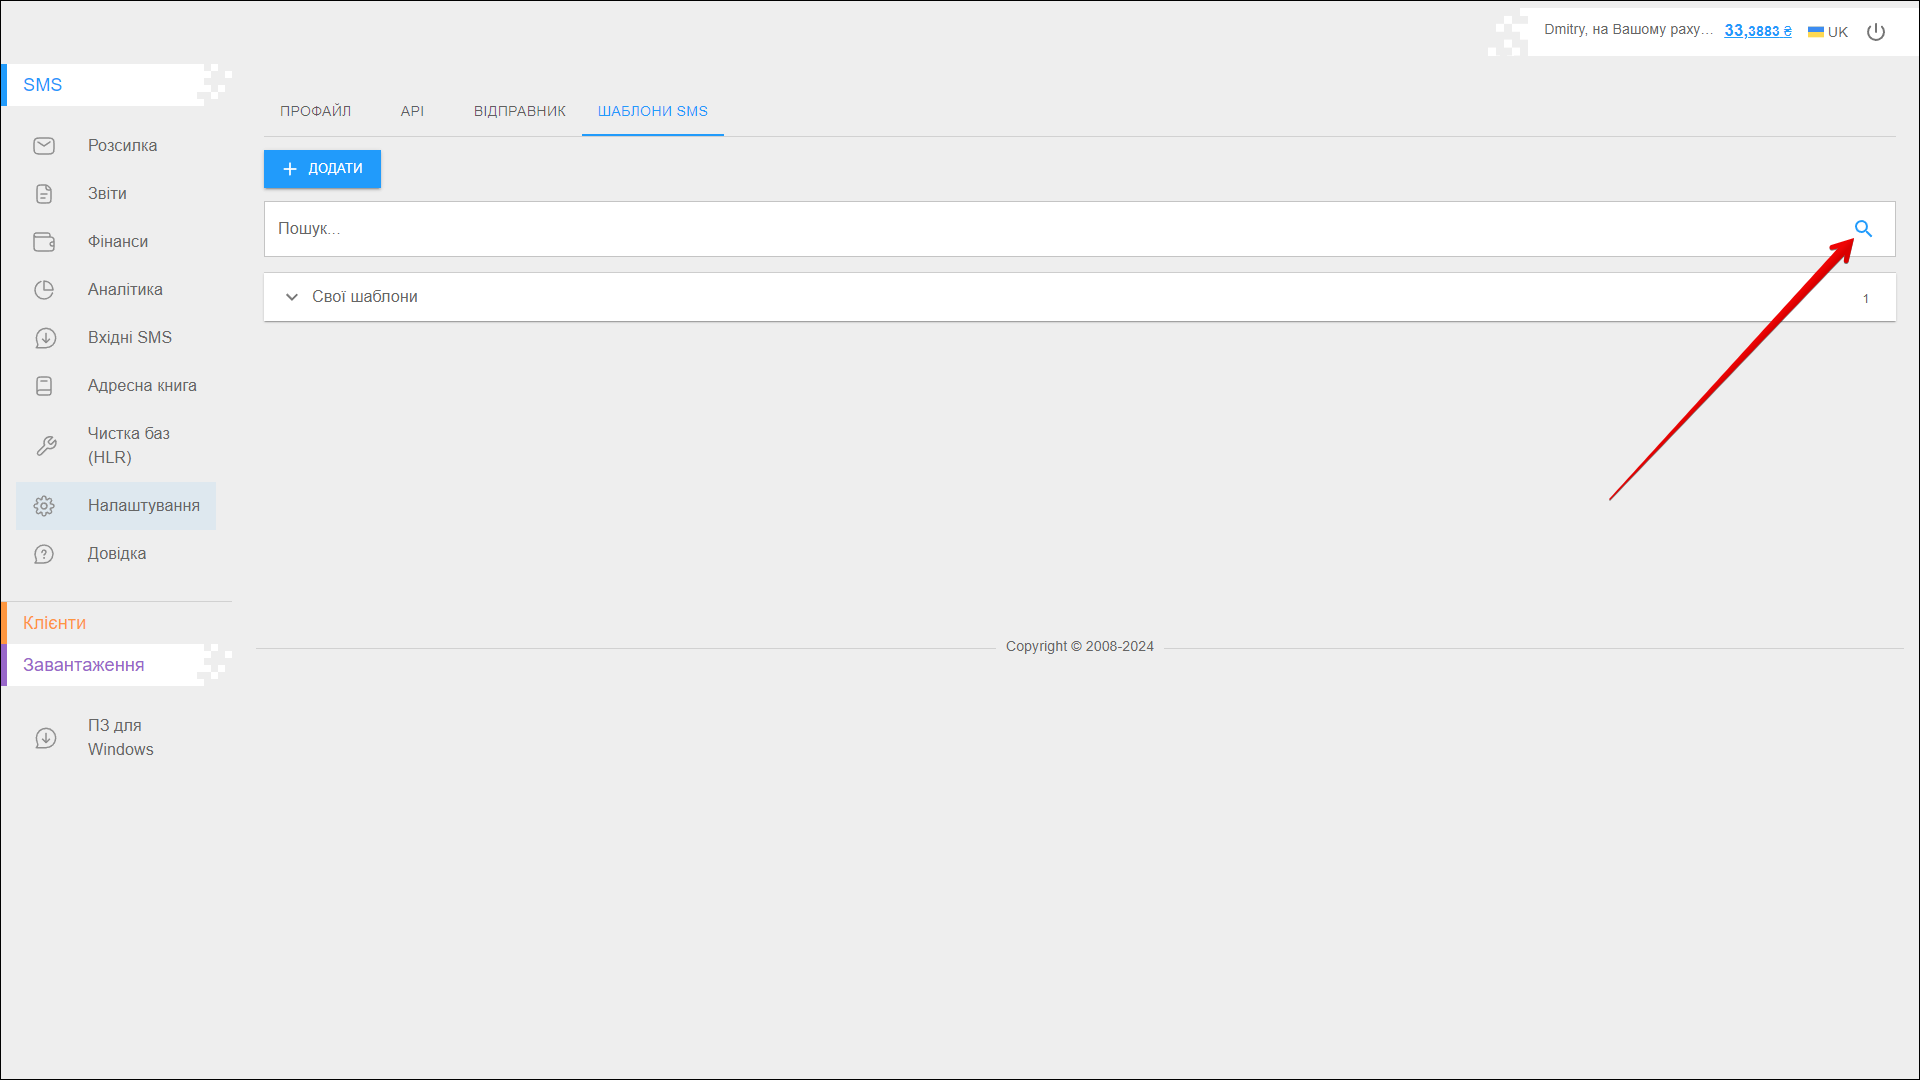 Dmitry, на Вашому раху... 33,3883 ₴ UK
SMS
Розсилка
Звіти
Фінанси
Аналітика
Вхідні SMS
Адресна книга
Чистка баз
(HLR)
Налаштування
Довідка
Клієнти
Завантаження
ПЗ для
Windows
ПРОФАЙЛ API ВІДПРАВНИК ШАБЛОНИ SMS
ДОДАТИ
Пошук...
Свої шаблони 1
Copyright © 2008-2024